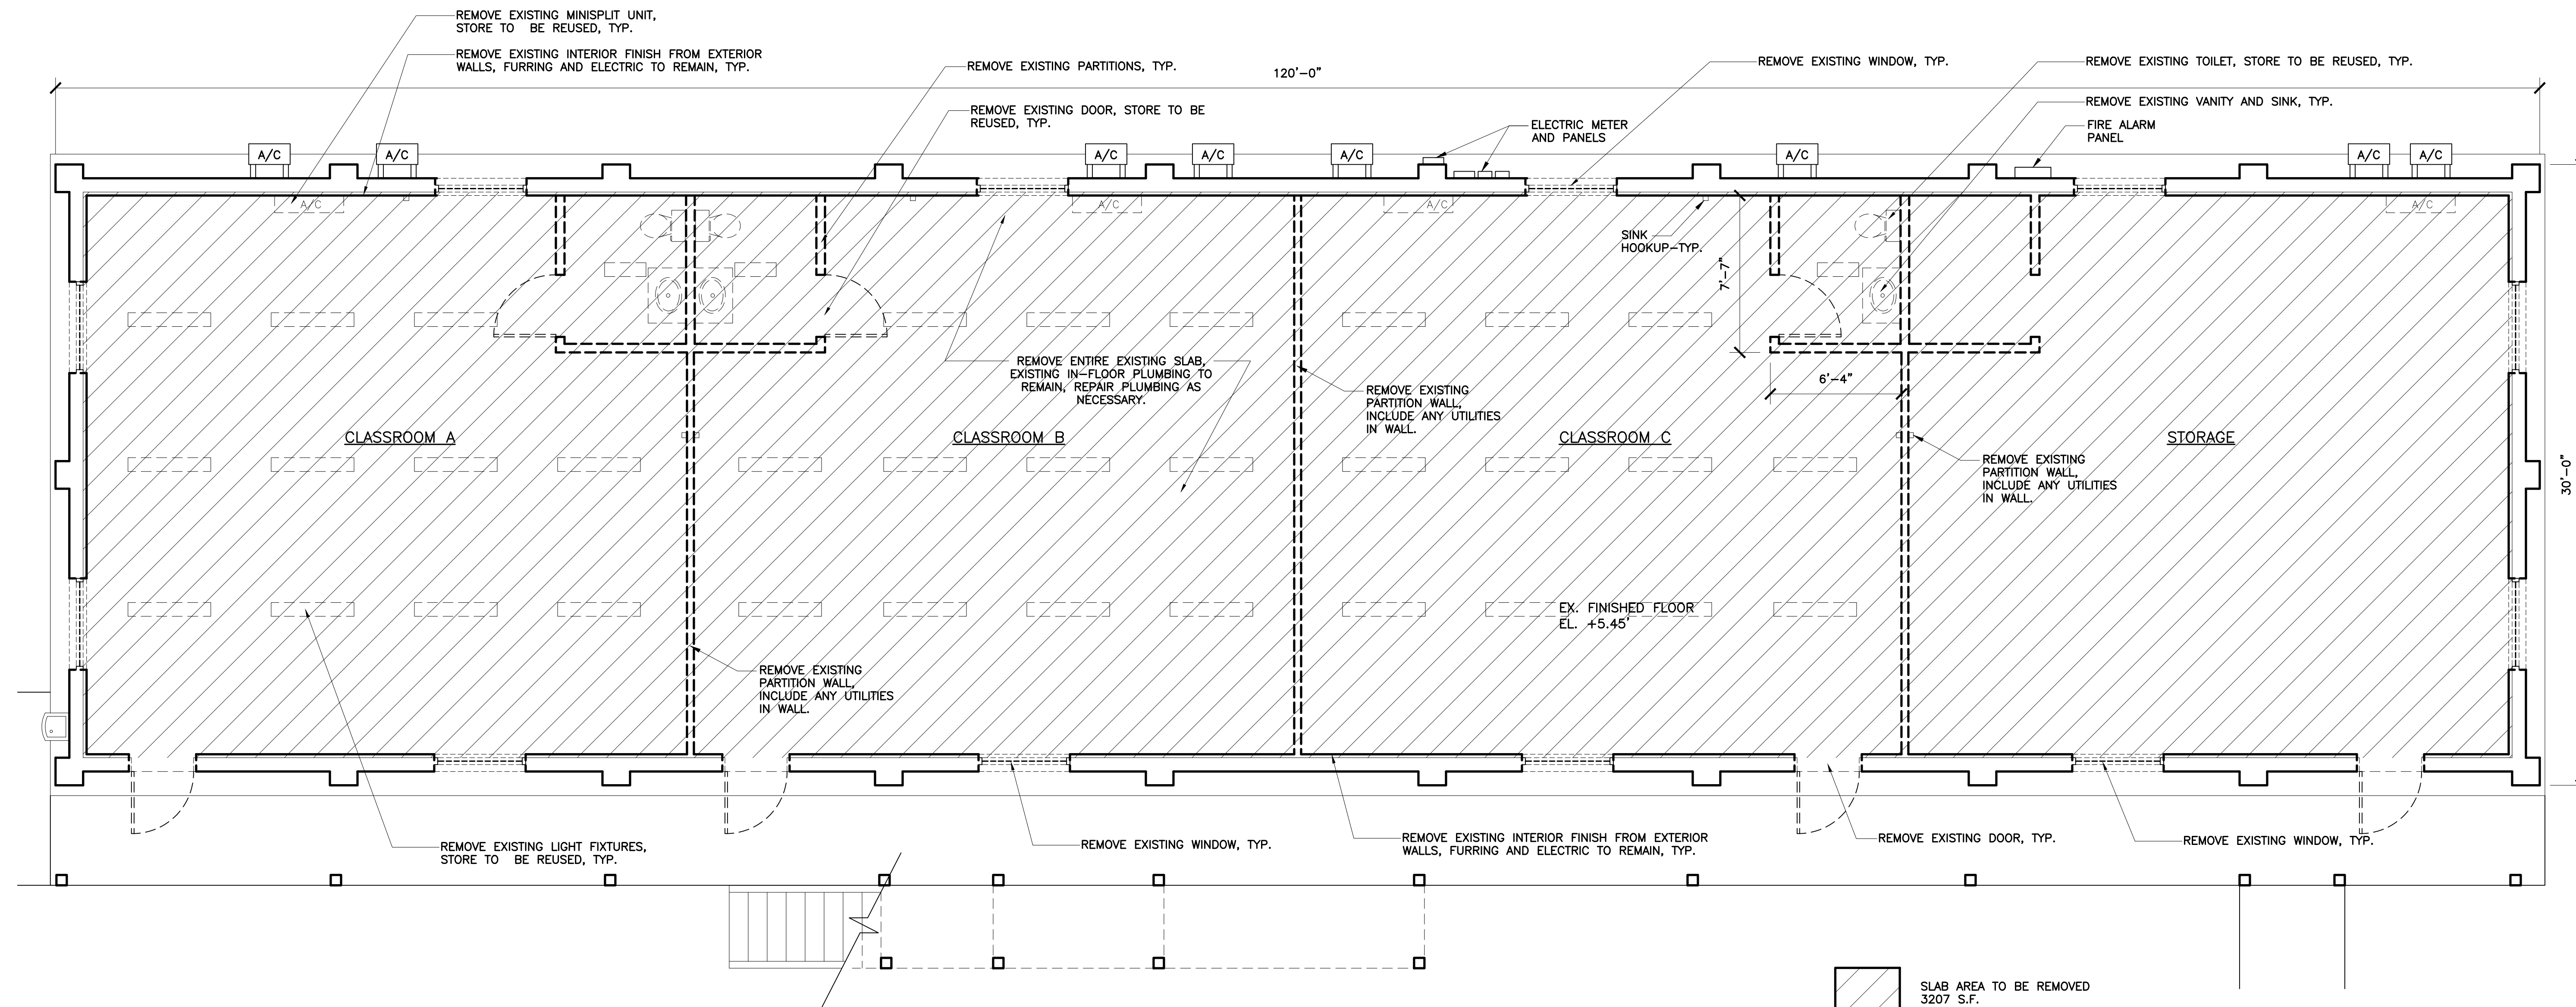 REMOVE EXISTING MINISPLIT UNIT,
STORE TO BE REUSED, TYP.
REMOVE EXISTING INTERIOR FINISH FROM EXTERIOR
WALLS, FURRING AND ELECTRIC TO REMAIN, TYP.
REMOVE EXISTING PARTITIONS, TYP.
120'-0"
REMOVE EXISTING WINDOW, TYP.
REMOVE EXISTING TOILET, STORE TO BE REUSED, TYP.
REMOVE EXISTING DOOR, STORE TO BE
REUSED, TYP.
ELECTRIC METER
AND PANELS
REMOVE EXISTING VANITY AND SINK, TYP.
FIRE ALARM
PANEL
A/C
A/C
A/C
A/C
A/C
A/C
A/C
A/C
A/C
A/C
A/C
A/C
SINK
HOOKUP-TYP.
7'-7"
REMOVE ENTIRE EXISTING SLAB,
EXISTING IN-FLOOR PLUMBING TO
REMAIN, REPAIR PLUMBING AS
NECESSARY.
6'-4"
REMOVE EXISTING
PARTITION WALL,
INCLUDE ANY UTILITIES
IN WALL.
CLASSROOM A
CLASSROOM B
CLASSROOM C
STORAGE
REMOVE EXISTING
PARTITION WALL,
INCLUDE ANY UTILITIES
IN WALL.
30'-0"
EX. FINISHED FLOOR
EL. +5.45'
REMOVE EXISTING
PARTITION WALL,
INCLUDE ANY UTILITIES
IN WALL.
REMOVE EXISTING LIGHT FIXTURES,
STORE TO BE REUSED, TYP.
REMOVE EXISTING WINDOW, TYP.
REMOVE EXISTING INTERIOR FINISH FROM EXTERIOR
WALLS, FURRING AND ELECTRIC TO REMAIN, TYP.
REMOVE EXISTING DOOR, TYP.
REMOVE EXISTING WINDOW, TYP.
SLAB AREA TO BE REMOVED
3207 S.F.